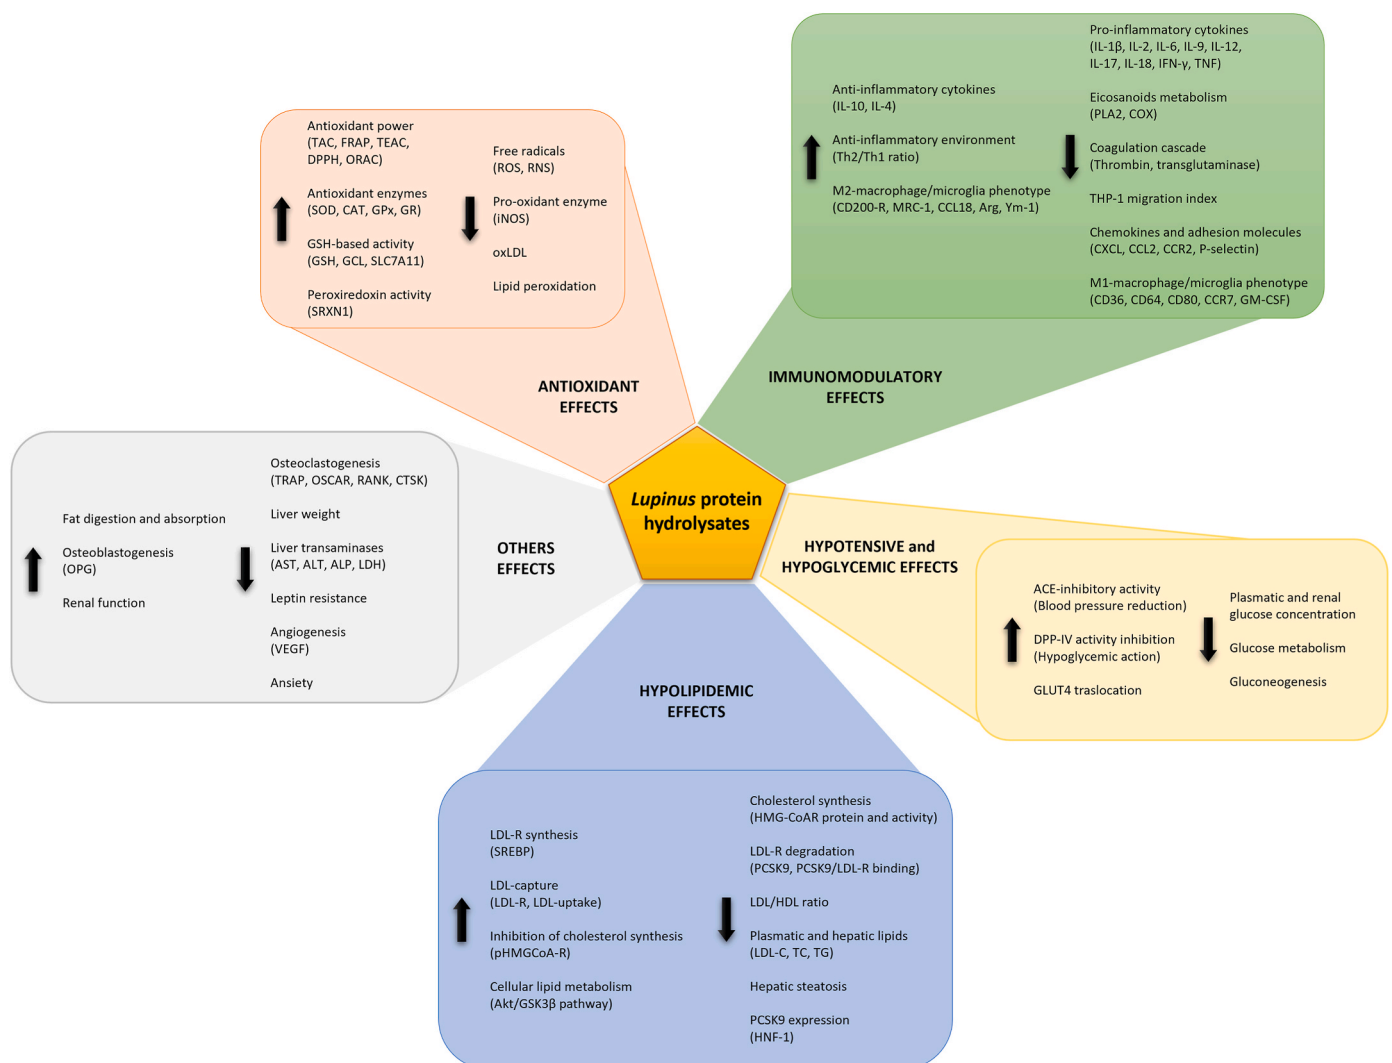 Pro-inflammatory cytokines
(IL-1β, IL-2, IL-6, IL-9, IL-12,
IL-17, IL-18, IFN-γ, TNF)
Anti-inflammatory cytokines
(IL-10, IL-4)
Eicosanoids metabolism
(PLA2, COX)
Anti-inflammatory environment
(Th2/Th1 ratio)
Coagulation cascade
(Thrombin, transglutaminase)
M2-macrophage/microglia phenotype
(CD200-R, MRC-1, CCL18, Arg, Ym-1)
THP-1 migration index
Chemokines and adhesion molecules
(CXCL, CCL2, CCR2, P-selectin)
M1-macrophage/microglia phenotype
(CD36, CD64, CD80, CCR7, GM-CSF)
IMMUNOMODULATORY
EFFECTS
Antioxidant power
(TAC, FRAP, TEAC,
DPPH, ORAC)
Antioxidant enzymes
(SOD, CAT, GPx, GR)
GSH-based activity
(GSH, GCL, SLC7A11)
Peroxiredoxin activity
(SRXN1)
Free radicals
(ROS, RNS)
Pro-oxidant enzyme
(iNOS)
oxLDL
Lipid peroxidation
ANTIOXIDANT
EFFECTS
Lupinus protein
hydrolysates
Fat digestion and absorption
Osteoblastogenesis
(OPG)
Renal function
Osteoclastogenesis
(TRAP, OSCAR, RANK, CTSK)
Liver weight
Liver transaminases
(AST, ALT, ALP, LDH)
Leptin resistance
Angiogenesis
(VEGF)
Ansiety
OTHERS
EFFECTS
HYPOTENSIVE and
HYPOGLYCEMIC EFFECTS
ACE-inhibitory activity
(Blood pressure reduction)
DPP-IV activity inhibition
(Hypoglycemic action)
GLUT4 traslocation
Plasmatic and renal
glucose concentration
Glucose metabolism
Gluconeogenesis
HYPOLIPIDEMIC
EFFECTS
LDL-R synthesis
(SREBP)
LDL-capture
(LDL-R, LDL-uptake)
Inhibition of cholesterol synthesis
(pHMGCoA-R)
Cellular lipid metabolism
(Akt/GSK3β pathway)
Cholesterol synthesis
(HMG-CoAR protein and activity)
LDL-R degradation
(PCSK9, PCSK9/LDL-R binding)
LDL/HDL ratio
Plasmatic and hepatic lipids
(LDL-C, TC, TG)
Hepatic steatosis
PCSK9 expression
(HNF-1)